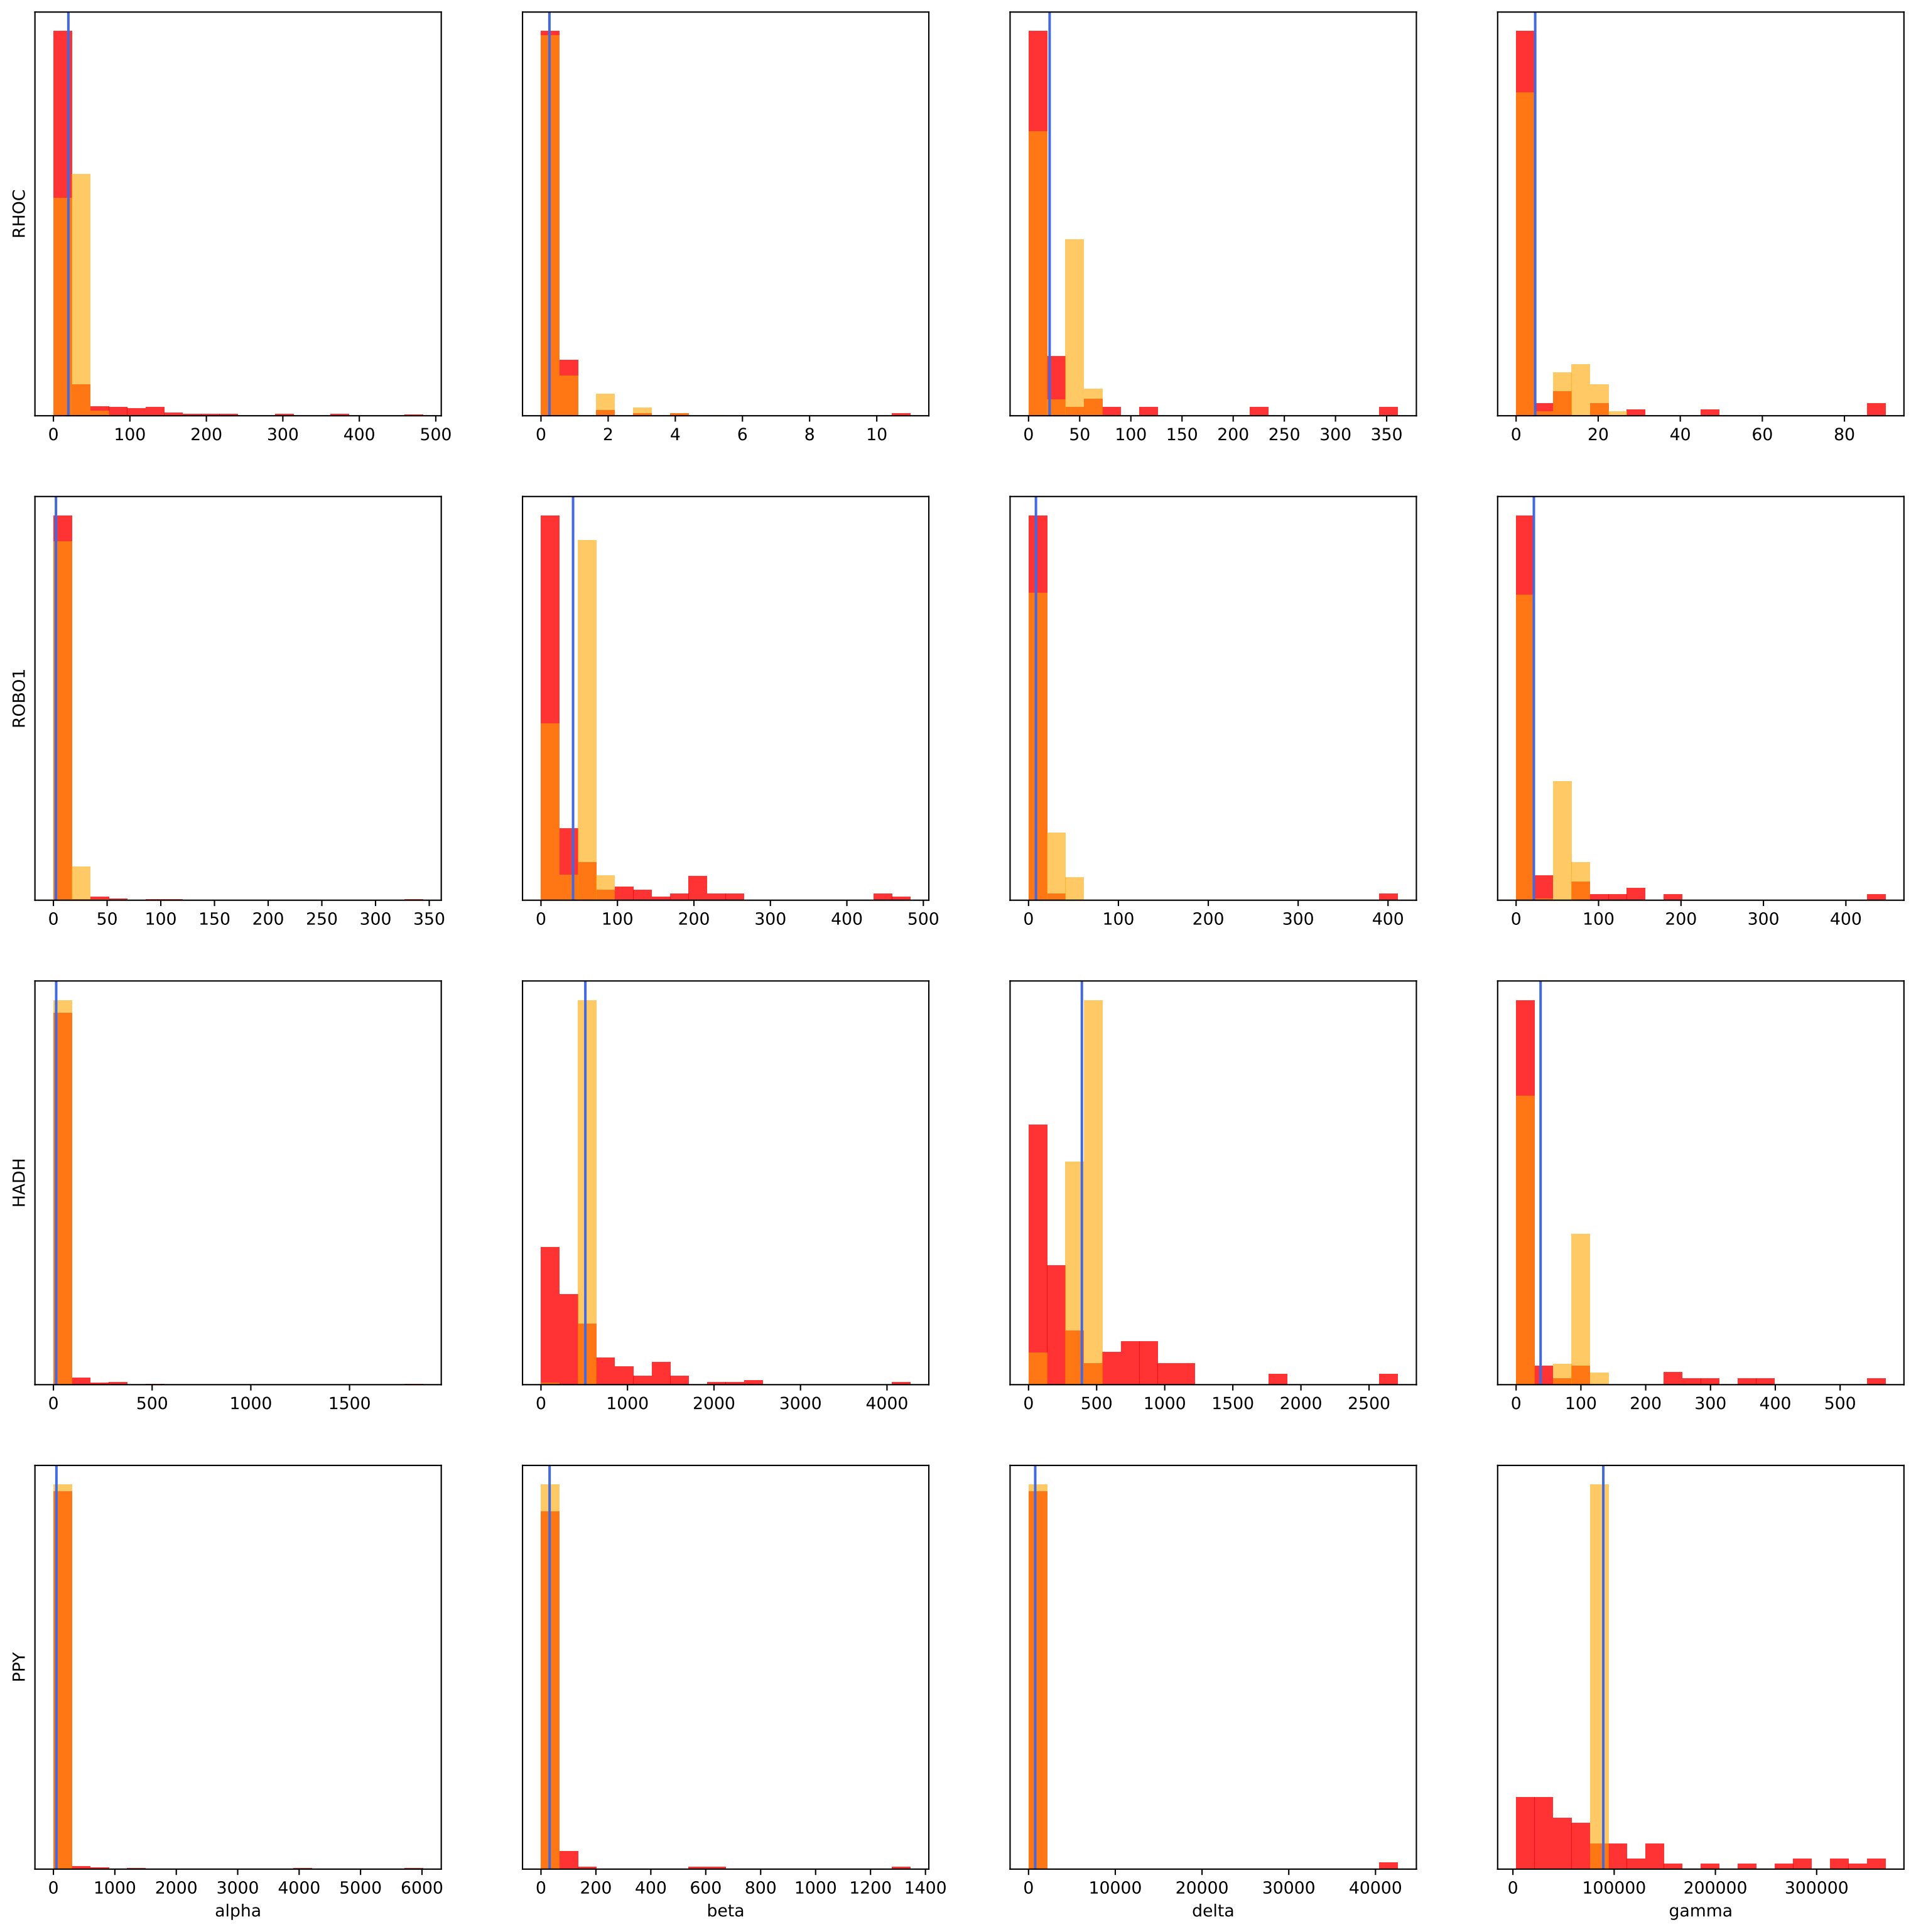 RHOC
0 100 200 300 400 500
0 2 4 6 8 10
0 50 100 150 200 250 300 350
0 20 40 60 80
ROBO1
0 50 100 150 200 250 300 350
0 100 200 300 400 500
0 100 200 300 400
0 100 200 300 400
HADH
0 500 1000 1500
0 1000 2000 3000 4000
0 500 1000 1500 2000 2500
0 100 200 300 400 500
PPY
0 1000 2000 3000 4000 5000 6000
0 200 400 600 800 1000 1200 1400
0 10000 20000 30000 40000
0 100000 200000 300000
alpha
beta
delta
gamma